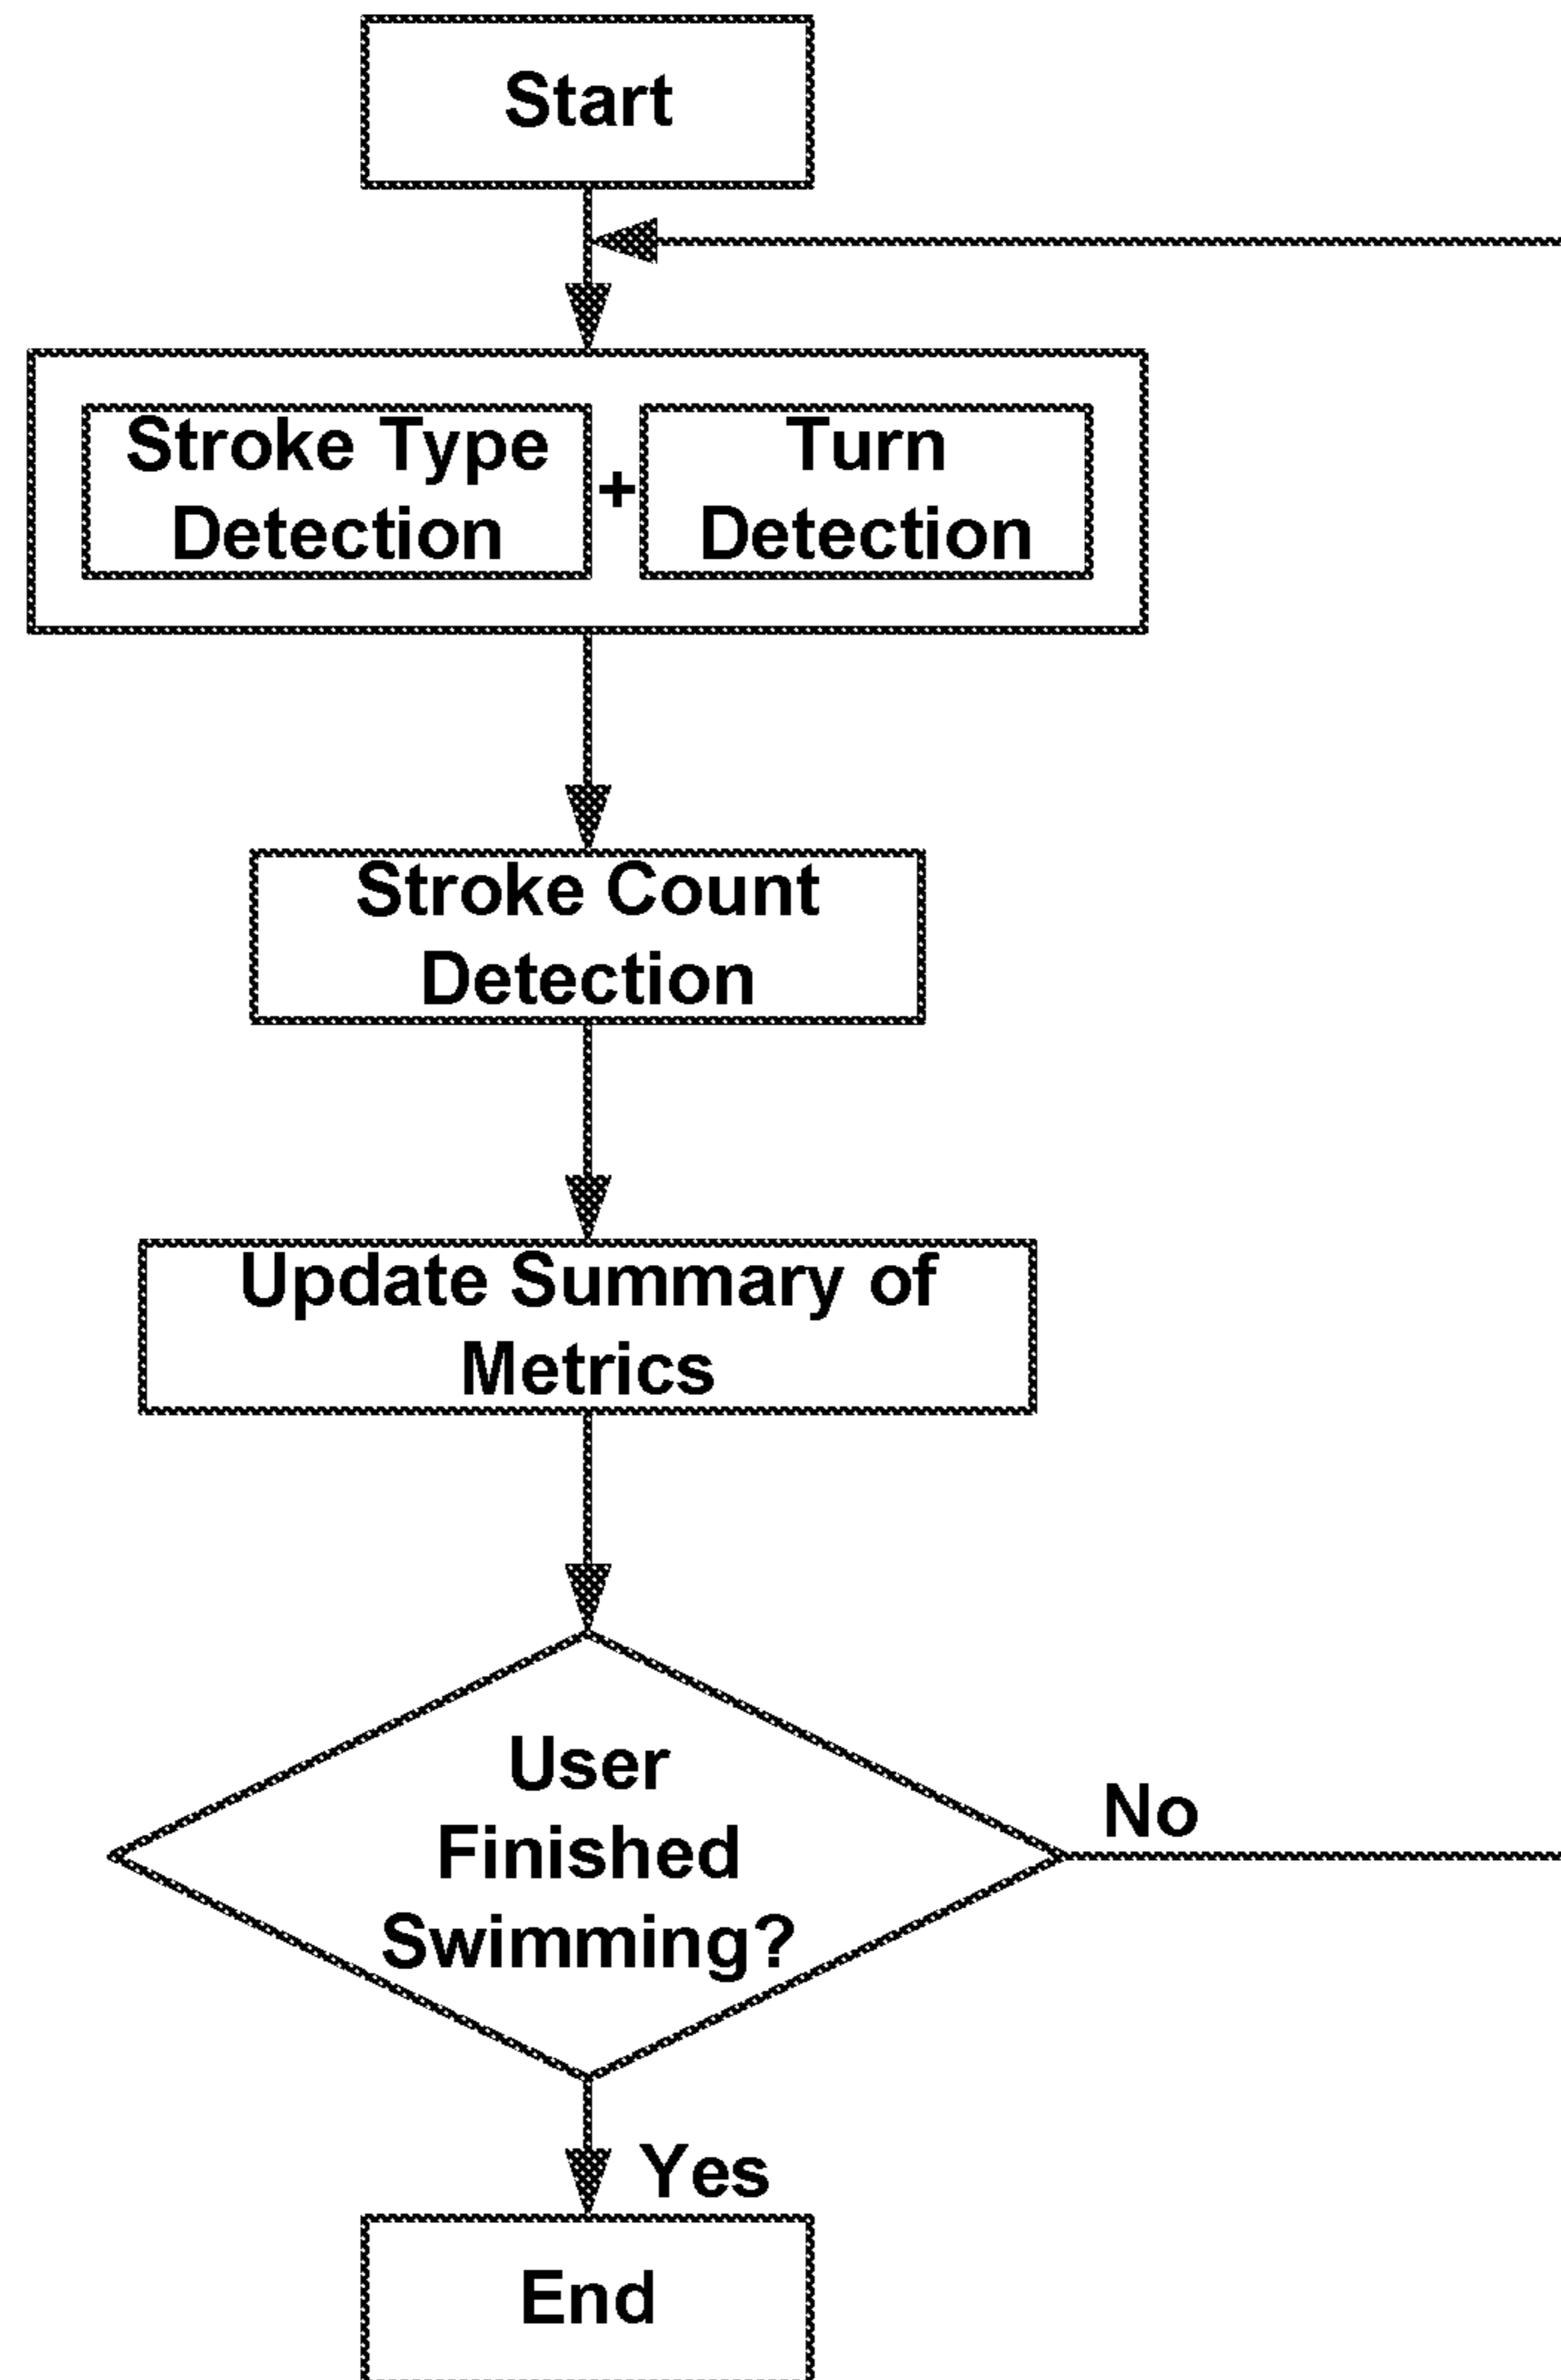 Start
Stroke Type
Detection
+
Turn
Detection
Stroke Count
Detection
Update Summary of
Metrics
User
Finished
Swimming?
No
Yes
End